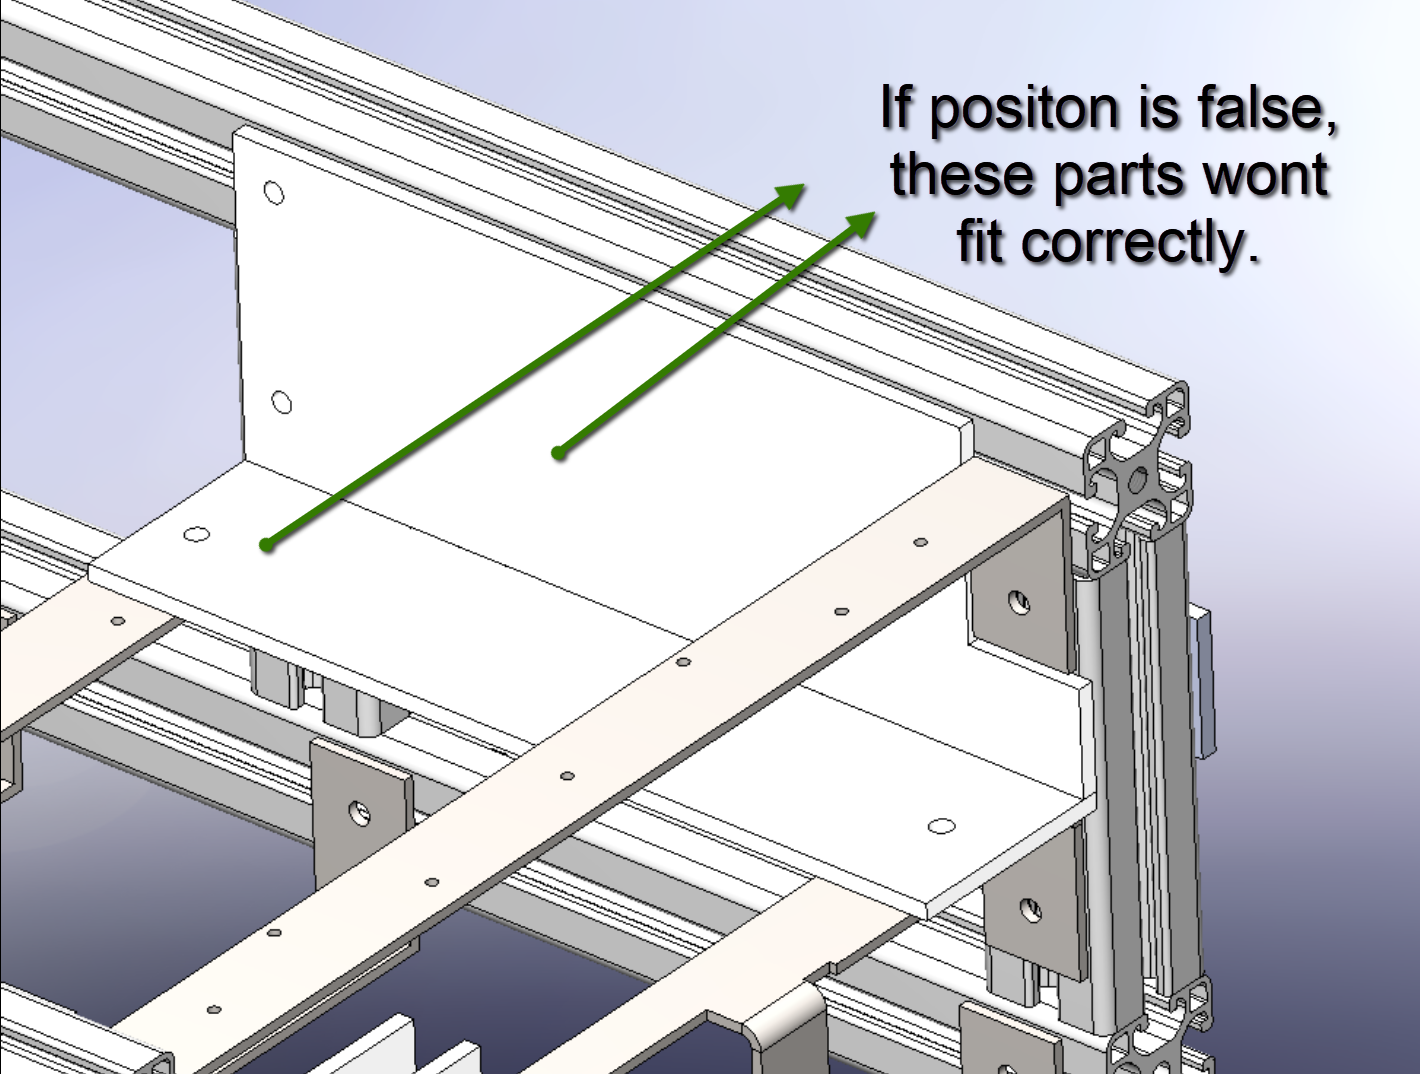 If positon is false,
these parts wont
fit correctly.